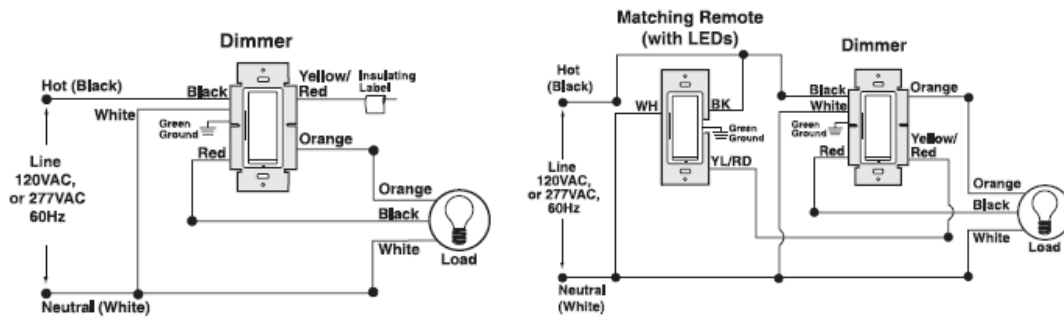 Dimmer
Hot (Black)
Black
White
Yellow/
Red
Insulating
Label
Green
Ground
Red
Orange
Line
120VAC,
or 277VAC
60Hz
Orange
Black
White
Load
Neutral (White)
Matching Remote
(with LEDs)
Dimmer
Hot
(Black)
WH
BK
Green
Ground
YL/RD
Black
White
Green
Ground
Red
Orange
Yellow/
Red
Line
120VAC,
or 277VAC,
60Hz
Orange
Black
White
Load
Neutral
(White)